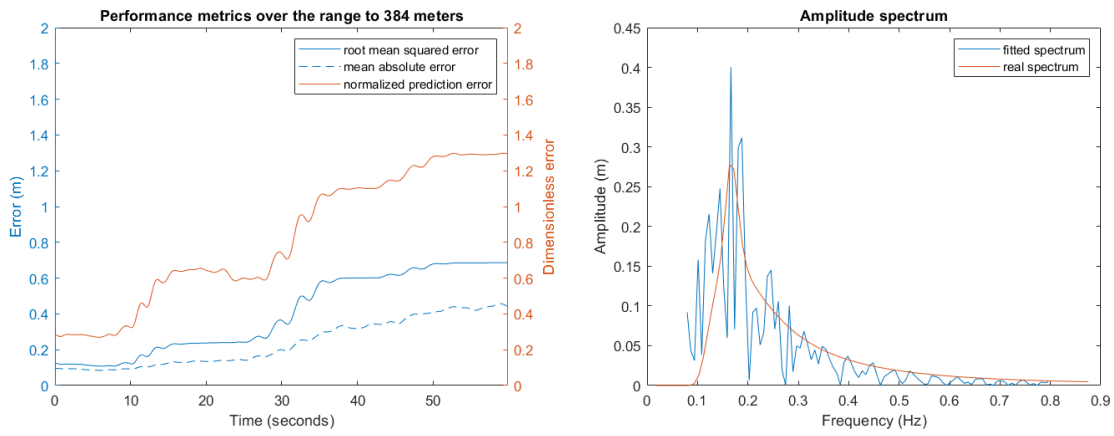 Performance metrics over the range to 384 meters
root mean squared error
mean absolute error
normalized prediction error
2
1.8
1.6
1.4
1.2
1
0.8
0.6
0.4
0.2
0
Error (m)
2
1.8
1.6
1.4
1.2
1
0.8
0.6
0.4
0.2
0
Dimensionless error
0 10 20 30 40 50
Time (seconds)
Amplitude spectrum
fitted spectrum
real spectrum
0.45
0.4
0.35
0.3
0.25
0.2
0.15
0.1
0.05
0
Amplitude (m)
0 0.1 0.2 0.3 0.4 0.5 0.6 0.7 0.8 0.9
Frequency (Hz)